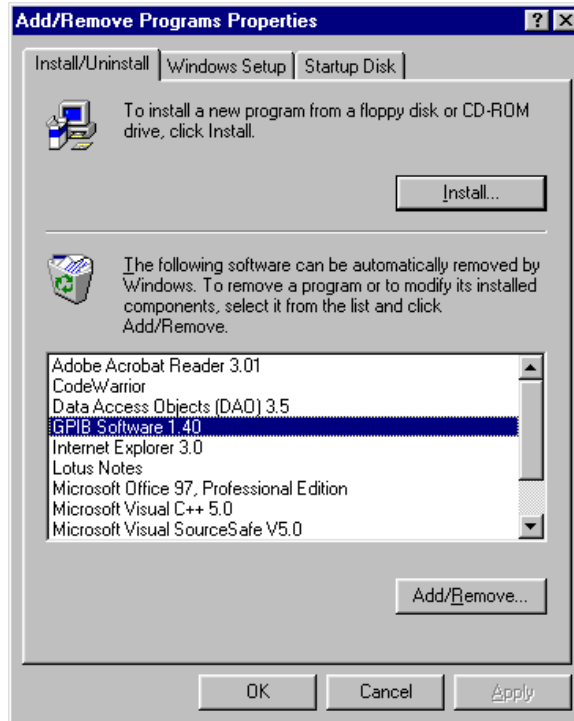 Add/Remove Programs Properties
Install/Uninstall
Windows Setup
Startup Disk
To install a new program from a floppy disk or CD-ROM
drive, click Install.
Install...
The following software can be automatically removed by
Windows. To remove a program or to modify its installed
components, select it from the list and click
Add/Remove.
Adobe Acrobat Reader 3.01
CodeWarrior
Data Access Objects (DAO) 3.5
GPIB Software 1.40
Internet Explorer 3.0
Lotus Notes
Microsoft Office 97, Professional Edition
Microsoft Visual C++ 5.0
Microsoft Visual SourceSafe V5.0
Add/Remove...
OK
Cancel
Apply